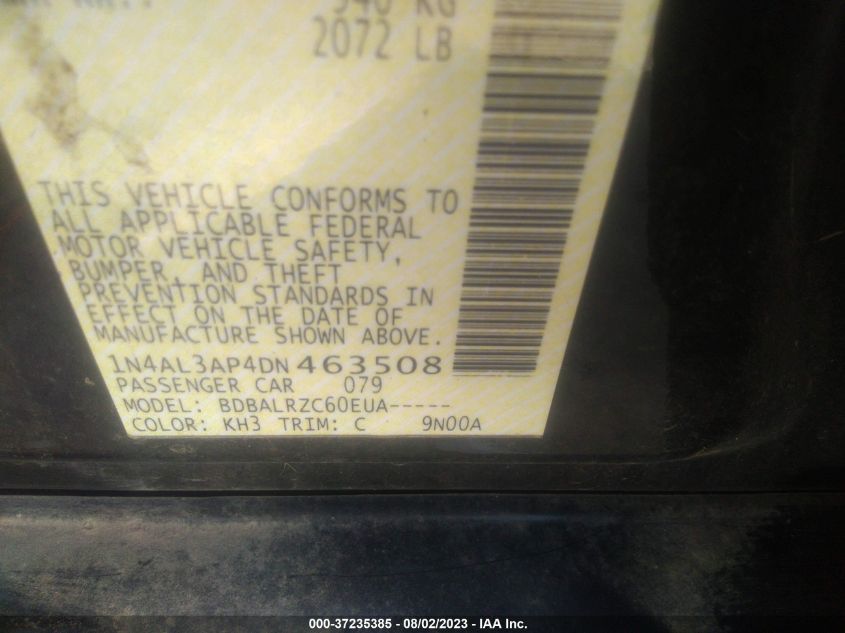 940 KG
2072 LB
THIS VEHICLE CONFORMS TO
ALL APPLICABLE FEDERAL
MOTOR VEHICLE SAFETY,
BUMPER, AND THEFT
PREVENTION STANDARDS IN
EFFECT ON THE DATE OF
MANUFACTURE SHOWN ABOVE.
1N4AL3AP4DN463508
PASSENGER CAR 079
MODEL: BDBALRZC60EUA-----
COLOR: KH3 TRIM: C 9N00A
000-37235385 - 08/02/2023 - IAA Inc.